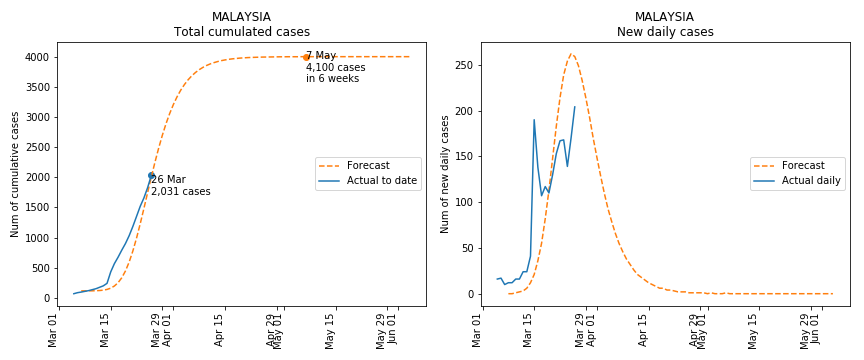 MALAYSIA
Total cumulated cases
Num of cumulative cases
4000
3500
3000
2500
2000
1500
1000
500
0
7 May
4,100 cases
in 6 weeks
26 Mar
2,031 cases
Forecast
Actual to date
Mar 01
Mar 15
Mar 29
Apr 01
Apr 15
Apr 29
May 01
May 15
May 29
Jun 01
MALAYSIA
New daily cases
Num of new daily cases
250
200
150
100
50
0
Forecast
Actual daily
Mar 01
Mar 15
Mar 29
Apr 01
Apr 15
Apr 29
May 01
May 15
May 29
Jun 01